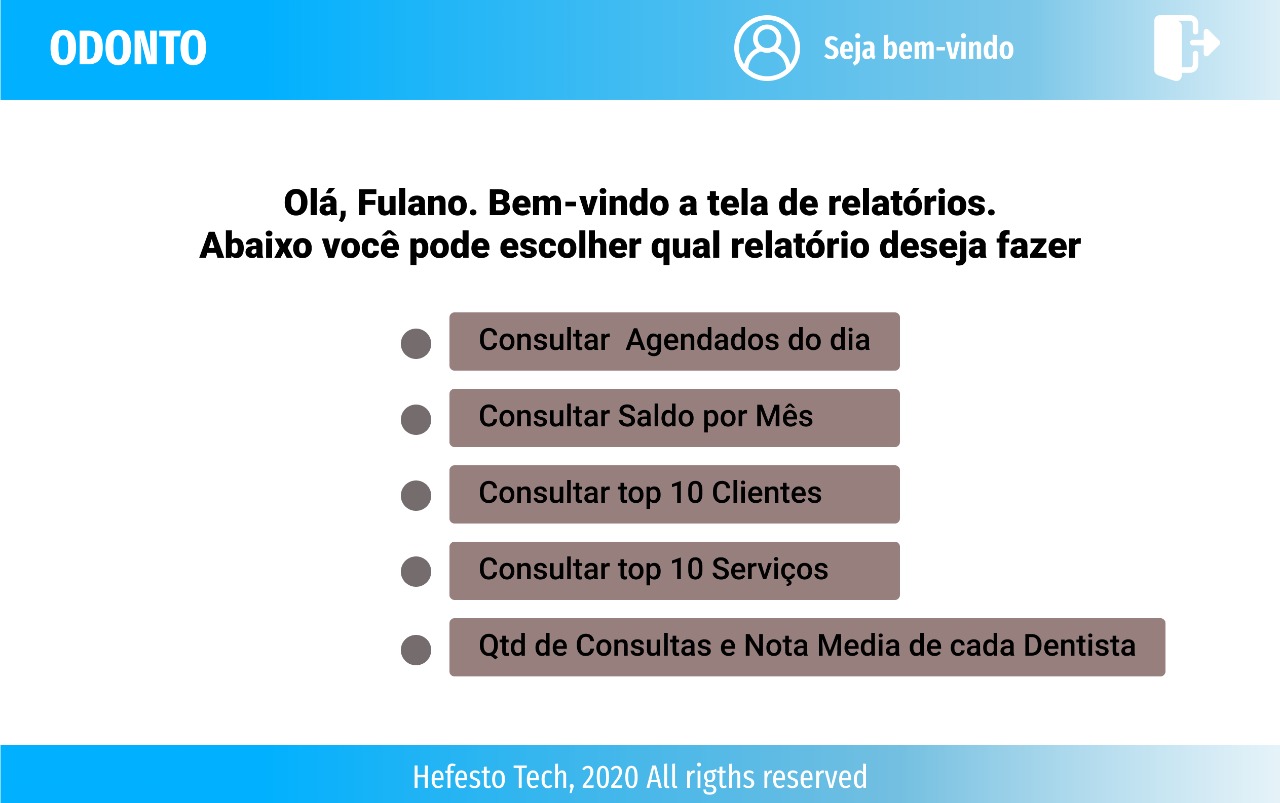 ODONTO
Seja bem-vindo
Olá, Fulano. Bem-vindo a tela de relatórios.
Abaixo você pode escolher qual relatório deseja fazer
Consultar  Agendados do dia
Consultar Saldo por Mês
Consultar top 10 Clientes
Consultar top 10 Serviços
Qtd de Consultas e Nota Media de cada Dentista
Hefesto Tech, 2020 All rigths reserved